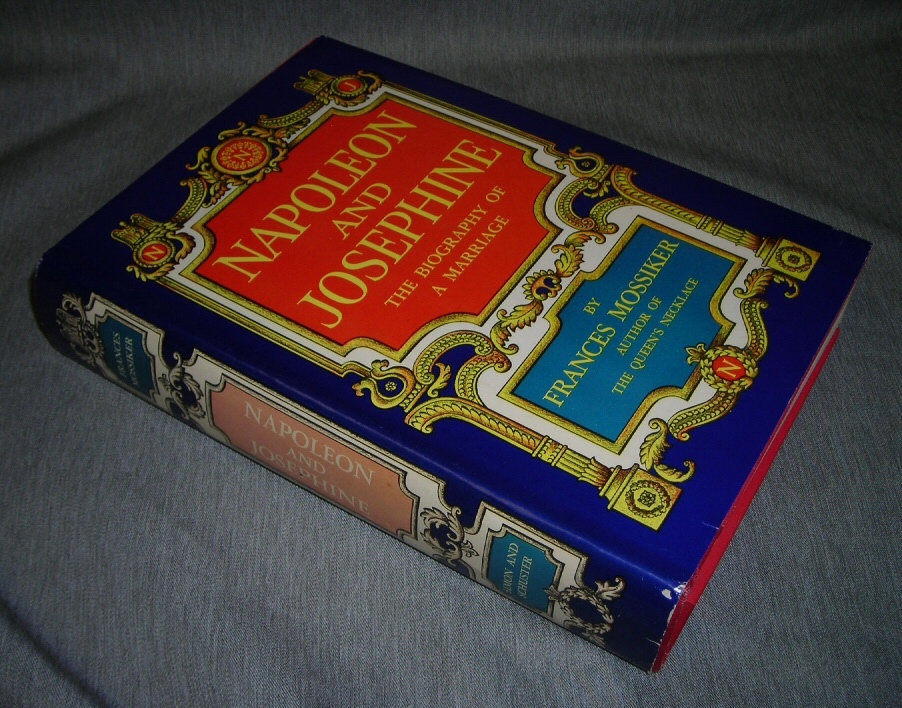 J
N
N
NAPOLEON
AND
JOSEPHINE
THE BIOGRAPHY OF
A MARRIAGE
BY
FRANCES MOSSIKER
AUTHOR OF
THE QUEEN'S NECKLACE
N
FRANCES
MOSSIKER
NAPOLEON
AND
JOSEPHINE
SIMON AND
SCHUSTER